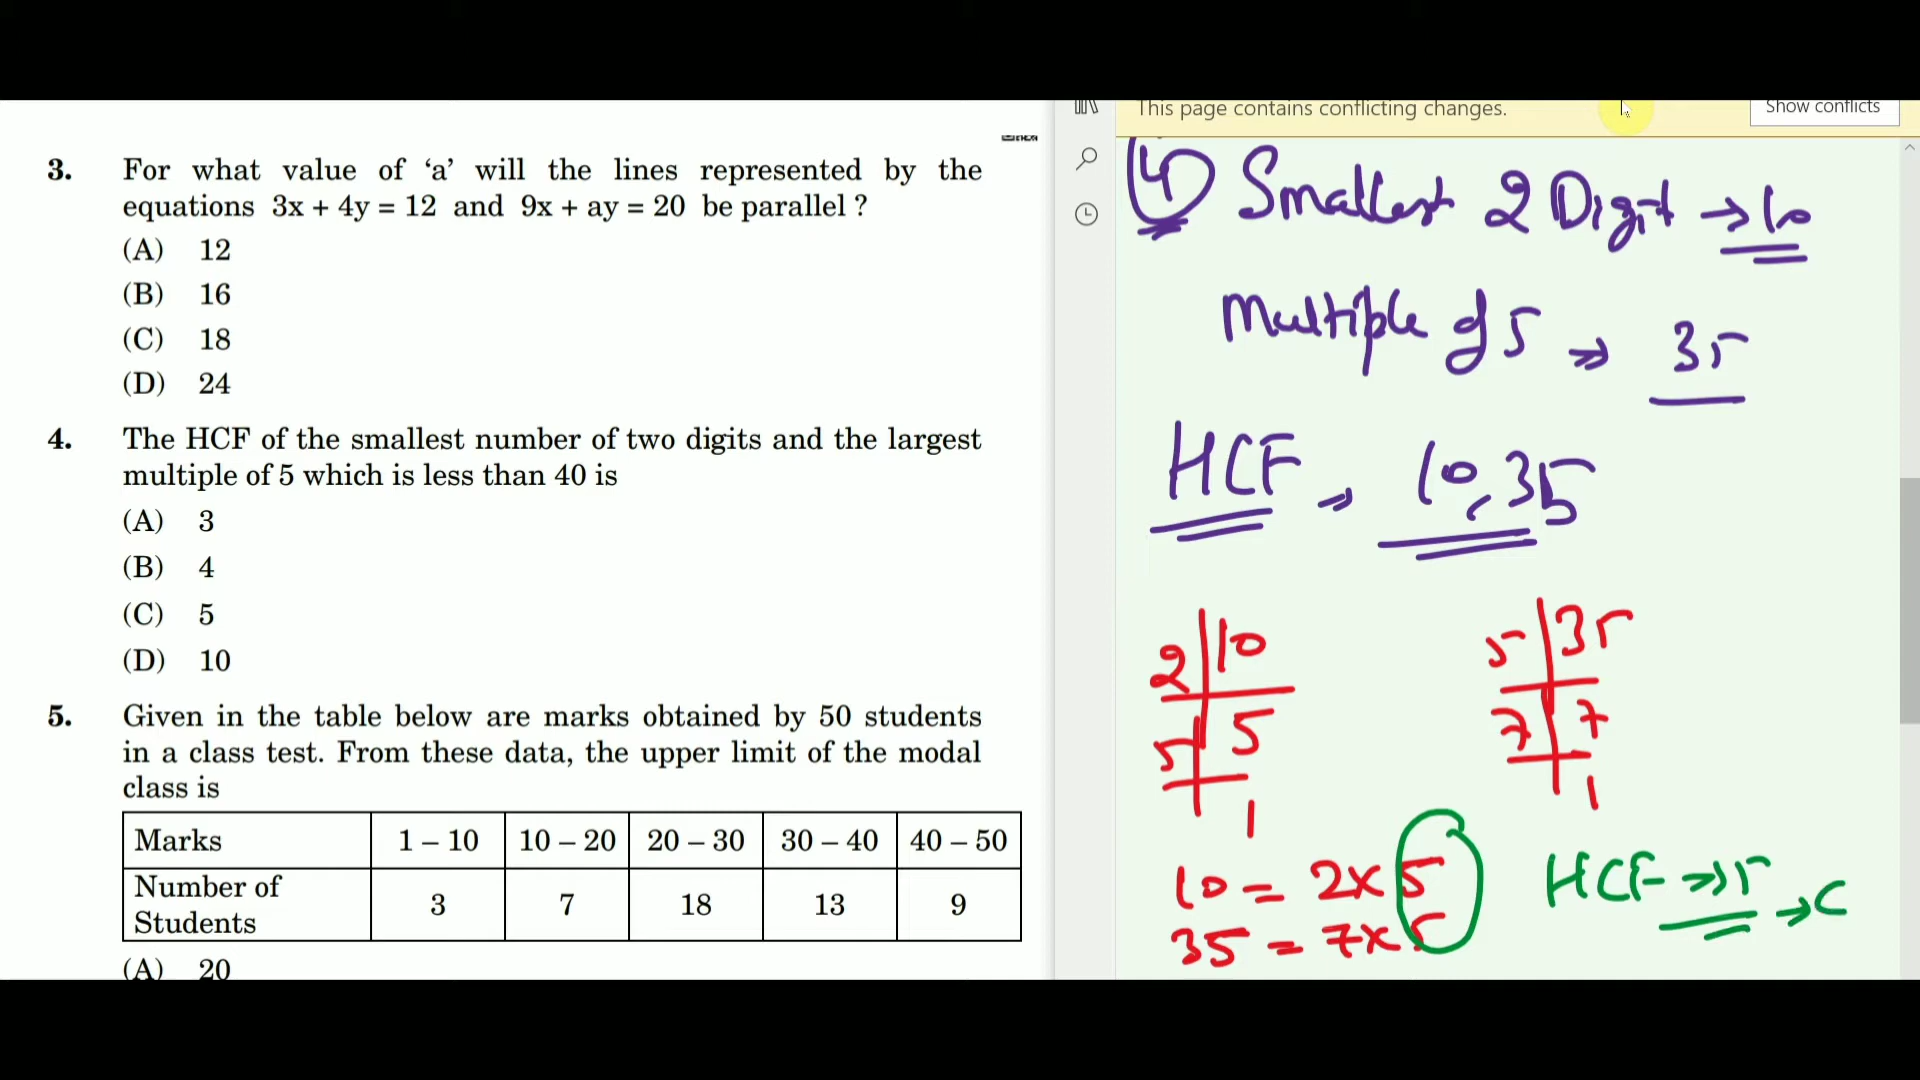 3. For what value of ‘a’ will the lines represented by the
equations 3x + 4y = 12 and 9x + ay = 20 be parallel ?
(A) 12
(B) 16
(C) 18
(D) 24
4. The HCF of the smallest number of two digits and the largest
multiple of 5 which is less than 40 is
(A) 3
(B) 4
(C) 5
(D) 10
5. Given in the table below are marks obtained by 50 students
in a class test. From these data, the upper limit of the modal
class is
Marks 1 – 10 10 – 20 20 – 30 30 – 40 40 – 50
Number of
Students 3 7 18 13 9
(A) 20
This page contains conflicting changes. Show conflicts
4) Smallest 2 Digit → 10
Multiple of 5 ⇒ 35
HCF ⇒ 10, 35
2 | 10
5 | 5
1
5 | 35
7 | 7
1
10 = 2x5
35 = 7x5
HCF ⇒ 5 → C